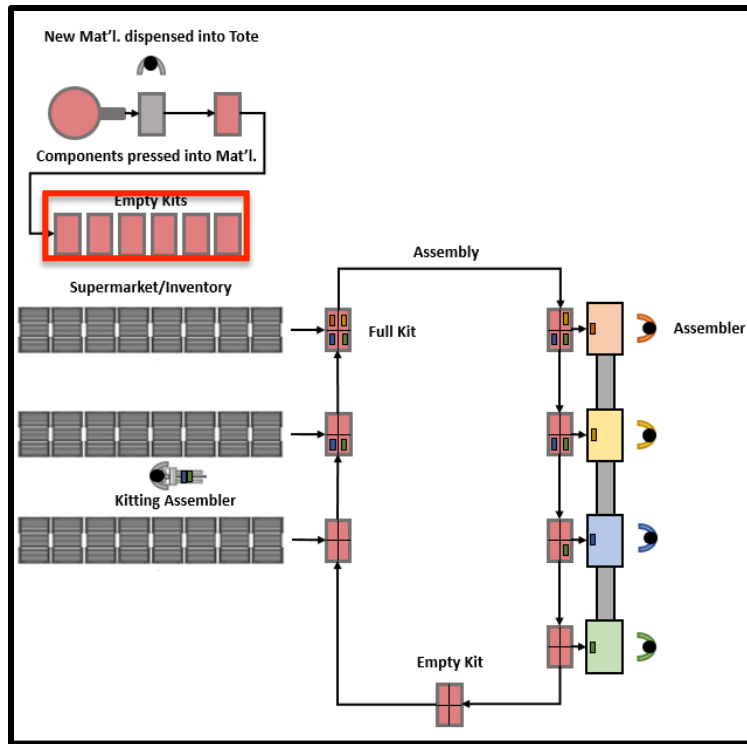 New Mat'l. dispensed into Tote
Components pressed into Mat'l.
Empty Kits
Supermarket/Inventory
Assembly
Full Kit
Assembler
Kitting Assembler
Empty Kit